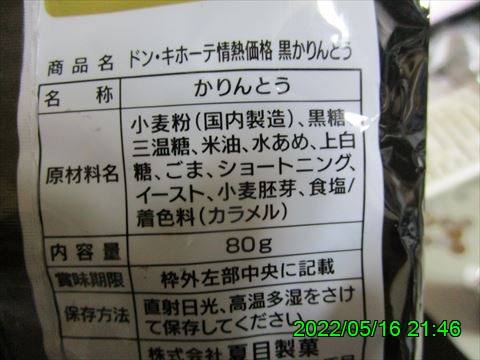 商品名 ドン・キホーテ情熱価格 黒かりんとう
名称 かりんとう
原材料名 小麦粉(国内製造)、黒糖、
三温糖、米油、水あめ、上白
糖、ごま、ショートニング、
イースト、小麦胚芽、食塩/
着色料(カラメル)
内容量 80g
賞味期限 枠外左部中央に記載
保存方法 直射日光、高温多湿をさけ
て保存してください。
株式会社 夏目製菓
2022/05/16 21:46